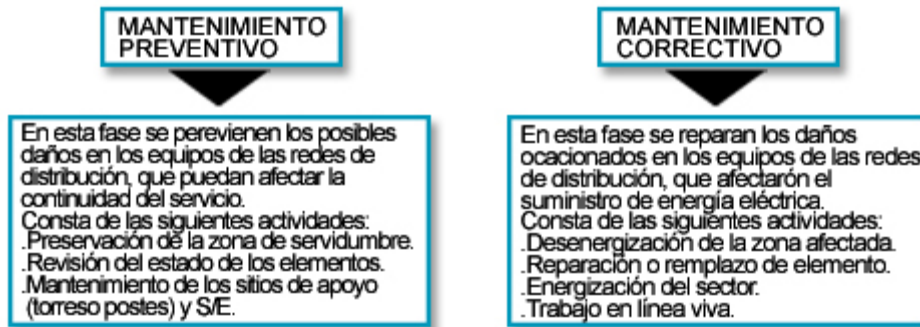 MANTENIMIENTO
PREVENTIVO
En esta fase se perevienen los posibles
daños en los equipos de las redes de
distribución, que puedan afectar la
continuidad del servicio.
Consta de las siguientes actividades:
.Preservación de la zona de servidumbre.
.Revisión del estado de los elementos.
.Mantenimiento de los sitios de apoyo
(torreso postes) y S/E.
MANTENIMIENTO
CORRECTIVO
En esta fase se reparan los daños
ocacionados en los equipos de las redes
de distribución, que afectarón el
suministro de energía eléctrica.
Consta de las siguientes actividades:
.Desenergización de la zona afectada.
.Reparación o remplazo de elemento.
.Energización del sector.
.Trabajo en línea viva.